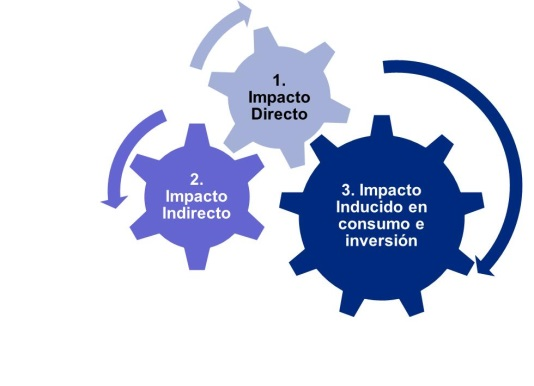 1.
Impacto
Directo
2.
Impacto
Indirecto
3. Impacto
Inducido en
consumo e
inversión